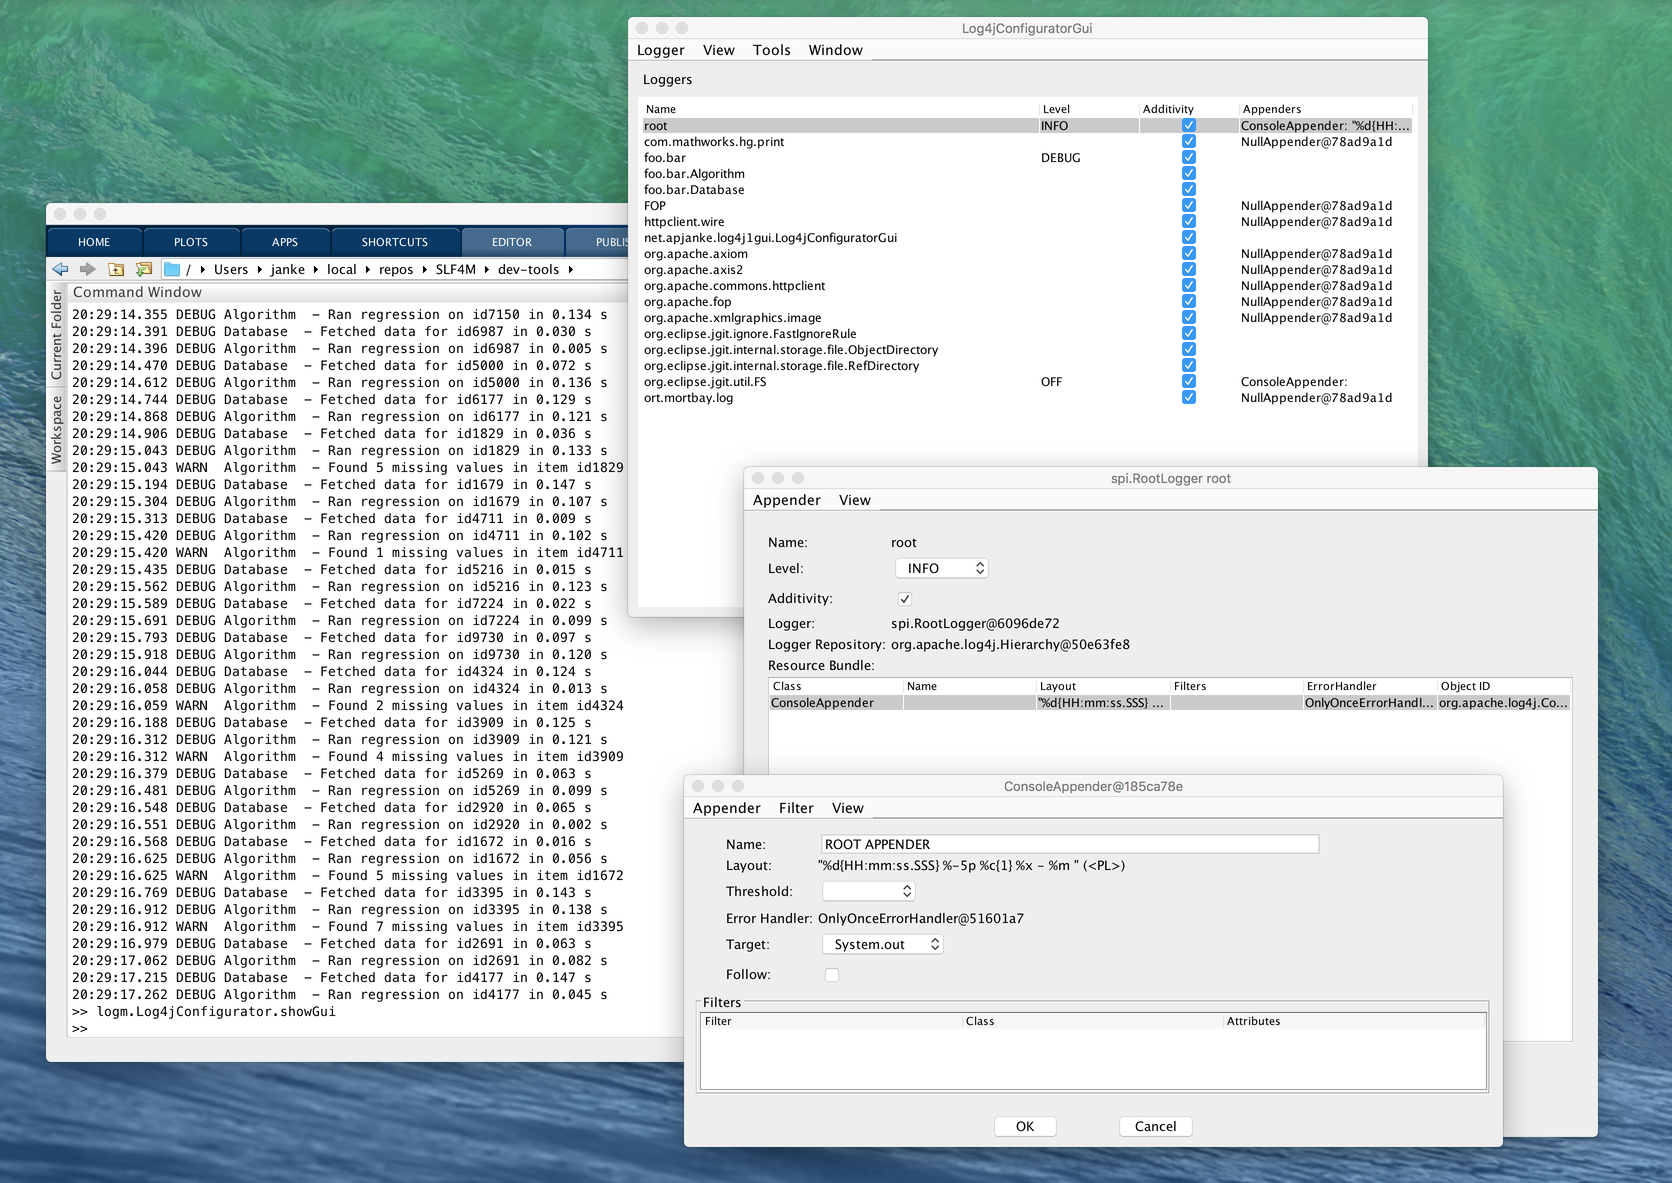 Log4jConfiguratorGui
Logger View Tools Window
Loggers
Name Level Additivity Appenders
root INFO ConsoleAppender: "%d{HH:...
com.mathworks.hg.print NullAppender@78ad9a1d
foo.bar DEBUG
foo.bar.Algorithm
foo.bar.Database
FOP NullAppender@78ad9a1d
httpclient.wire NullAppender@78ad9a1d
net.apjanke.log4j1gui.Log4jConfiguratorGui
org.apache.axiom NullAppender@78ad9a1d
org.apache.axis2 NullAppender@78ad9a1d
org.apache.commons.httpclient NullAppender@78ad9a1d
org.apache.fop NullAppender@78ad9a1d
org.apache.xmlgraphics.image NullAppender@78ad9a1d
org.eclipse.jgit.ignore.FastIgnoreRule
org.eclipse.jgit.internal.storage.file.ObjectDirectory
org.eclipse.jgit.internal.storage.file.RefDirectory
org.eclipse.jgit.util.FS OFF ConsoleAppender:
ort.mortbay.log NullAppender@78ad9a1d
HOME PLOTS APPS SHORTCUTS EDITOR PUBLIS
/ Users janke local repos SLF4M dev-tools
Current Folder
Workspace
Command Window
20:29:14.355 DEBUG Algorithm - Ran regression on id7150 in 0.134 s
20:29:14.391 DEBUG Database - Fetched data for id6987 in 0.030 s
20:29:14.396 DEBUG Algorithm - Ran regression on id6987 in 0.005 s
20:29:14.470 DEBUG Database - Fetched data for id5000 in 0.072 s
20:29:14.612 DEBUG Algorithm - Ran regression on id5000 in 0.136 s
20:29:14.744 DEBUG Database - Fetched data for id6177 in 0.129 s
20:29:14.868 DEBUG Algorithm - Ran regression on id6177 in 0.121 s
20:29:14.906 DEBUG Database - Fetched data for id1829 in 0.036 s
20:29:15.043 DEBUG Algorithm - Ran regression on id1829 in 0.133 s
20:29:15.043 WARN Algorithm - Found 5 missing values in item id1829
20:29:15.194 DEBUG Database - Fetched data for id1679 in 0.147 s
20:29:15.304 DEBUG Algorithm - Ran regression on id1679 in 0.107 s
20:29:15.313 DEBUG Database - Fetched data for id4711 in 0.009 s
20:29:15.420 DEBUG Algorithm - Ran regression on id4711 in 0.102 s
20:29:15.420 WARN Algorithm - Found 1 missing values in item id4711
20:29:15.435 DEBUG Database - Fetched data for id5216 in 0.015 s
20:29:15.562 DEBUG Algorithm - Ran regression on id5216 in 0.123 s
20:29:15.589 DEBUG Database - Fetched data for id7224 in 0.022 s
20:29:15.691 DEBUG Algorithm - Ran regression on id7224 in 0.099 s
20:29:15.793 DEBUG Database - Fetched data for id9730 in 0.097 s
20:29:15.918 DEBUG Algorithm - Ran regression on id9730 in 0.120 s
20:29:16.044 DEBUG Database - Fetched data for id4324 in 0.124 s
20:29:16.058 DEBUG Algorithm - Ran regression on id4324 in 0.013 s
20:29:16.059 WARN Algorithm - Found 2 missing values in item id4324
20:29:16.188 DEBUG Database - Fetched data for id3909 in 0.125 s
20:29:16.312 DEBUG Algorithm - Ran regression on id3909 in 0.121 s
20:29:16.312 WARN Algorithm - Found 4 missing values in item id3909
20:29:16.379 DEBUG Database - Fetched data for id5269 in 0.063 s
20:29:16.481 DEBUG Algorithm - Ran regression on id5269 in 0.099 s
20:29:16.548 DEBUG Database - Fetched data for id2920 in 0.065 s
20:29:16.551 DEBUG Algorithm - Ran regression on id2920 in 0.002 s
20:29:16.568 DEBUG Database - Fetched data for id1672 in 0.016 s
20:29:16.625 DEBUG Algorithm - Ran regression on id1672 in 0.056 s
20:29:16.625 WARN Algorithm - Found 5 missing values in item id1672
20:29:16.769 DEBUG Database - Fetched data for id3395 in 0.143 s
20:29:16.912 DEBUG Algorithm - Ran regression on id3395 in 0.138 s
20:29:16.912 WARN Algorithm - Found 7 missing values in item id3395
20:29:16.979 DEBUG Database - Fetched data for id2691 in 0.063 s
20:29:17.062 DEBUG Algorithm - Ran regression on id2691 in 0.082 s
20:29:17.215 DEBUG Database - Fetched data for id4177 in 0.147 s
20:29:17.262 DEBUG Algorithm - Ran regression on id4177 in 0.045 s
>> logm.Log4jConfigurator.showGui
>>
spi.RootLogger root
Appender View
Name: root
Level: INFO
Additivity:
Logger: spi.RootLogger@6096de72
Logger Repository: org.apache.log4j.Hierarchy@50e63fe8
Resource Bundle:
Class Name Layout Filters ErrorHandler Object ID
ConsoleAppender "%d{HH:mm:ss.SSS} ... OnlyOnceErrorHandl... org.apache.log4j.Co...
ConsoleAppender@185ca78e
Appender Filter View
Name: ROOT APPENDER
Layout: "%d{HH:mm:ss.SSS} %-5p %c{1} %x - %m " (<PL>)
Threshold:
Error Handler: OnlyOnceErrorHandler@51601a7
Target: System.out
Follow:
Filters
Filter Class Attributes
OK Cancel